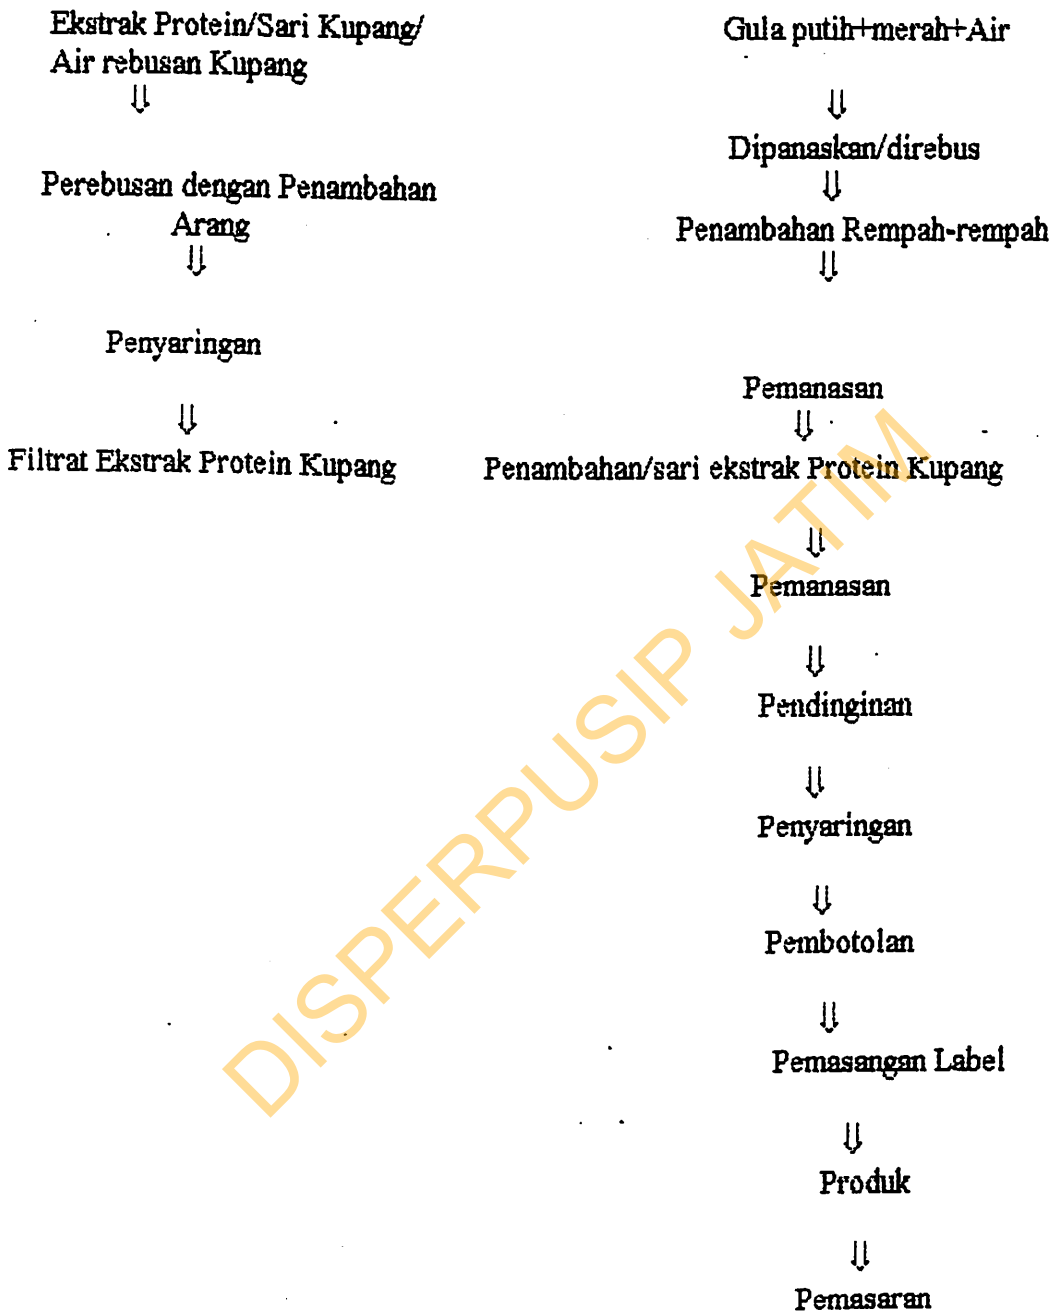 Ekstrak Protein/Sari Kupang/
Air rebusan Kupang
⇓
Perebusan dengan Penambahan
Arang
⇓
Penyaringan
⇓
Filtrat Ekstrak Protein Kupang
Gula putih+merah+Air
⇓
Dipanaskan/direbus
⇓
Penambahan Rempah-rempah
⇓
Pemanasan
⇓
Penambahan/sari ekstrak Protein Kupang
⇓
Pemanasan
⇓
Pendinginan
⇓
Penyaringan
⇓
Pembotolan
⇓
Pemasangan Label
⇓
Produk
⇓
Pemasaran
DISPERPUSIP JATIM